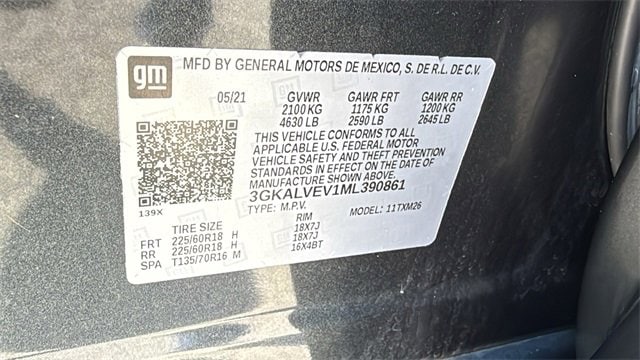 gm
MFD BY GENERAL MOTORS DE MEXICO, S. DE R.L. DE C.V.
05/21 GVWR GAWR FRT GAWR RR
2100 KG 1175 KG 1200 KG
4630 LB 2590 LB 2645 LB
THIS VEHICLE CONFORMS TO ALL
APPLICABLE U.S. FEDERAL MOTOR
VEHICLE SAFETY AND THEFT PREVENTION
STANDARDS IN EFFECT ON THE DATE OF
MANUFACTURE SHOWN ABOVE.
3GKALVEV1ML390861
139X TYPE: M.P.V. MODEL: 11TXM26
TIRE SIZE RIM
FRT 225/60R18 H 18X7J
RR 225/60R18 H 18X7J
SPA T135/70R16 M 16X4BT